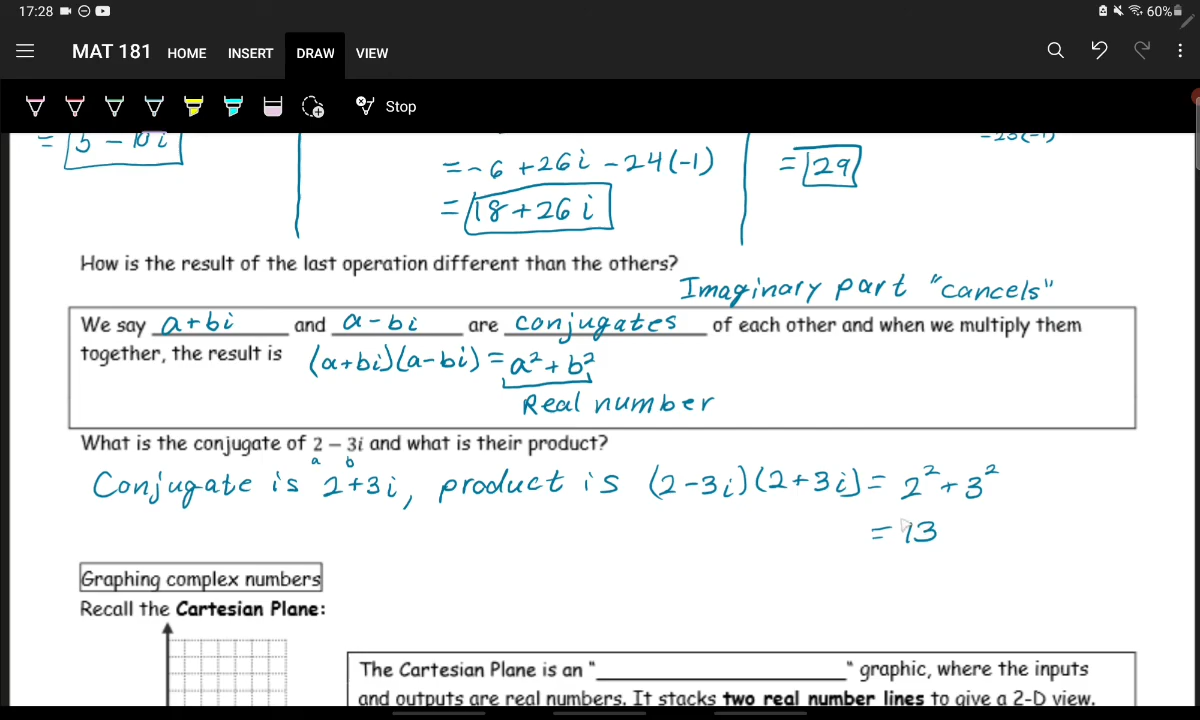 17:28 60%
MAT 181 HOME INSERT DRAW VIEW
Stop
= 5 - 10i
-25(-1)
= -6 + 26i - 24(-1)
= 29
= 18 + 26i
How is the result of the last operation different than the others?
Imaginary part "cancels"
We say a+bi and a-bi are conjugates of each other and when we multiply them
together, the result is (a+bi)(a-bi) = a² + b²
Real number
What is the conjugate of 2 – 3i and what is their product?
a b
Conjugate is 2+3i, product is (2-3i)(2+3i) = 2² + 3²
= 13
Graphing complex numbers
Recall the Cartesian Plane:
The Cartesian Plane is an "____________________" graphic, where the inputs
and outputs are real numbers. It stacks two real number lines to give a 2-D view.